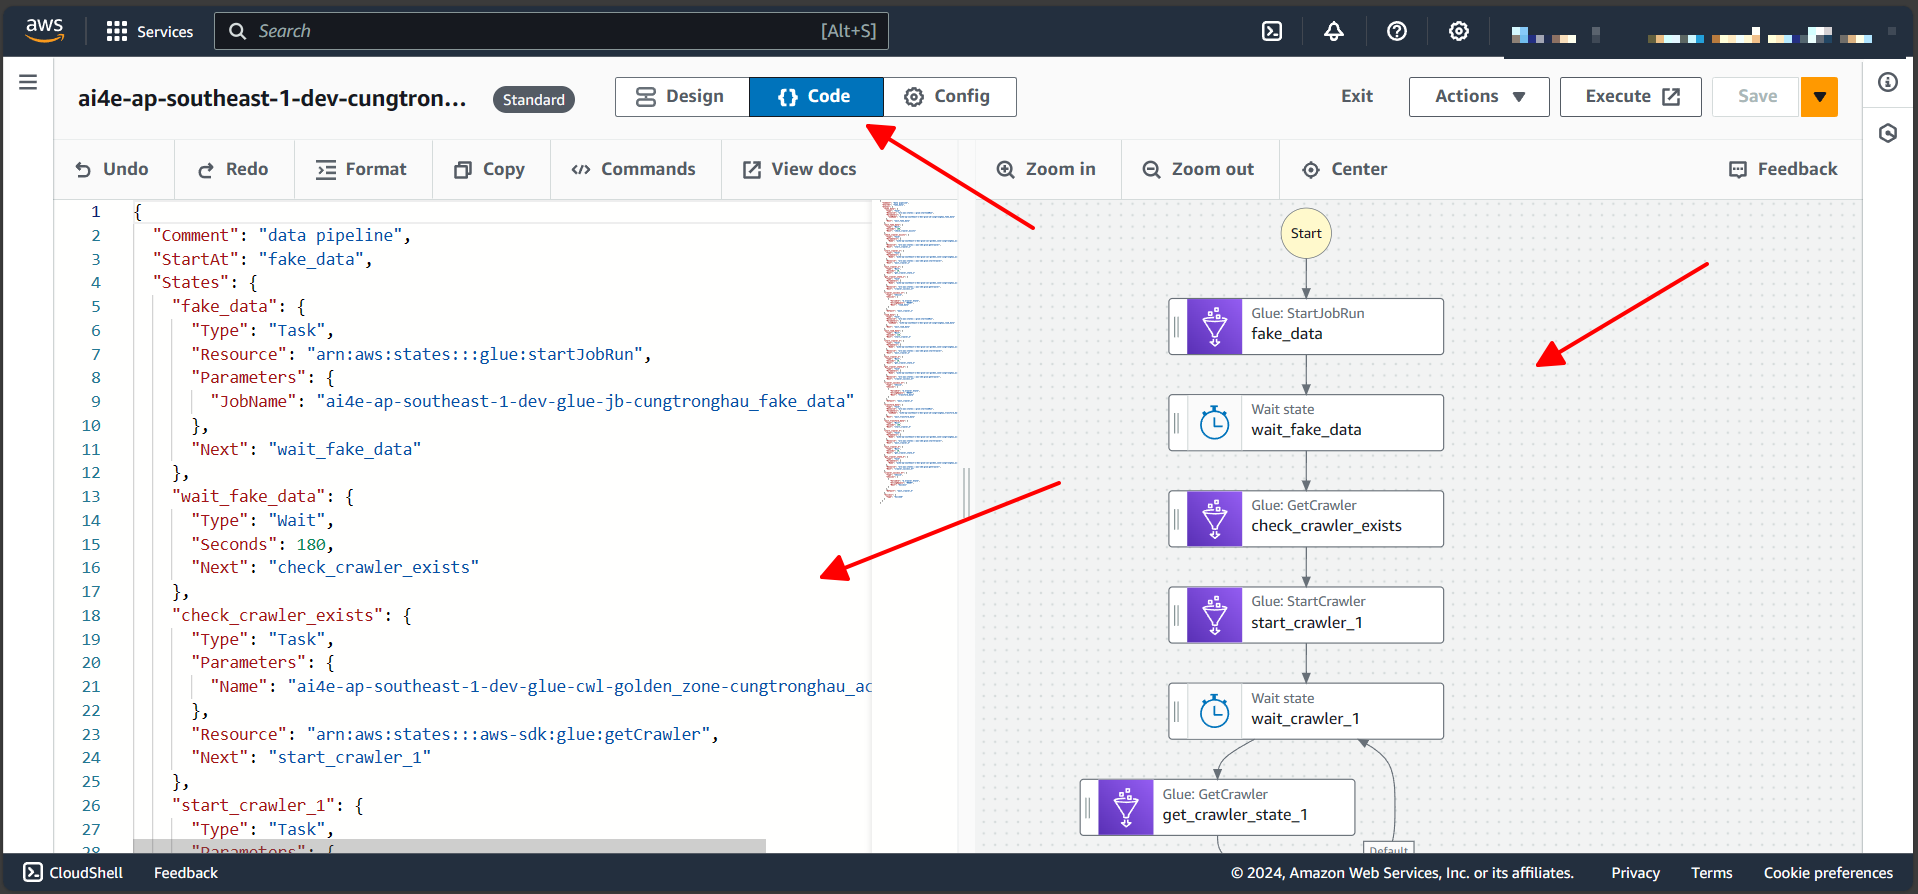 aws
Services
Search
[Alt+S]
ai4e-ap-southeast-1-dev-cungtron...
Standard
Design
{} Code
Config
Exit
Actions
Execute
Save
Undo
Redo
Format
Copy
Commands
View docs
Zoom in
Zoom out
Center
Feedback
1 {
2 "Comment": "data pipeline",
3 "StartAt": "fake_data",
4 "States": {
5 "fake_data": {
6 "Type": "Task",
7 "Resource": "arn:aws:states:::glue:startJobRun",
8 "Parameters": {
9 "JobName": "ai4e-ap-southeast-1-dev-glue-jb-cungtronghau_fake_data"
10 },
11 "Next": "wait_fake_data"
12 },
13 "wait_fake_data": {
14 "Type": "Wait",
15 "Seconds": 180,
16 "Next": "check_crawler_exists"
17 },
18 "check_crawler_exists": {
19 "Type": "Task",
20 "Parameters": {
21 "Name": "ai4e-ap-southeast-1-dev-glue-cwl-golden_zone-cungtronghau_ac
22 },
23 "Resource": "arn:aws:states:::aws-sdk:glue:getCrawler",
24 "Next": "start_crawler_1"
25 },
26 "start_crawler_1": {
27 "Type": "Task",
28 "Parameters": {
Start
Glue: StartJobRun
fake_data
Wait state
wait_fake_data
Glue: GetCrawler
check_crawler_exists
Glue: StartCrawler
start_crawler_1
Wait state
wait_crawler_1
Glue: GetCrawler
get_crawler_state_1
Default
CloudShell
Feedback
© 2024, Amazon Web Services, Inc. or its affiliates.
Privacy
Terms
Cookie preferences